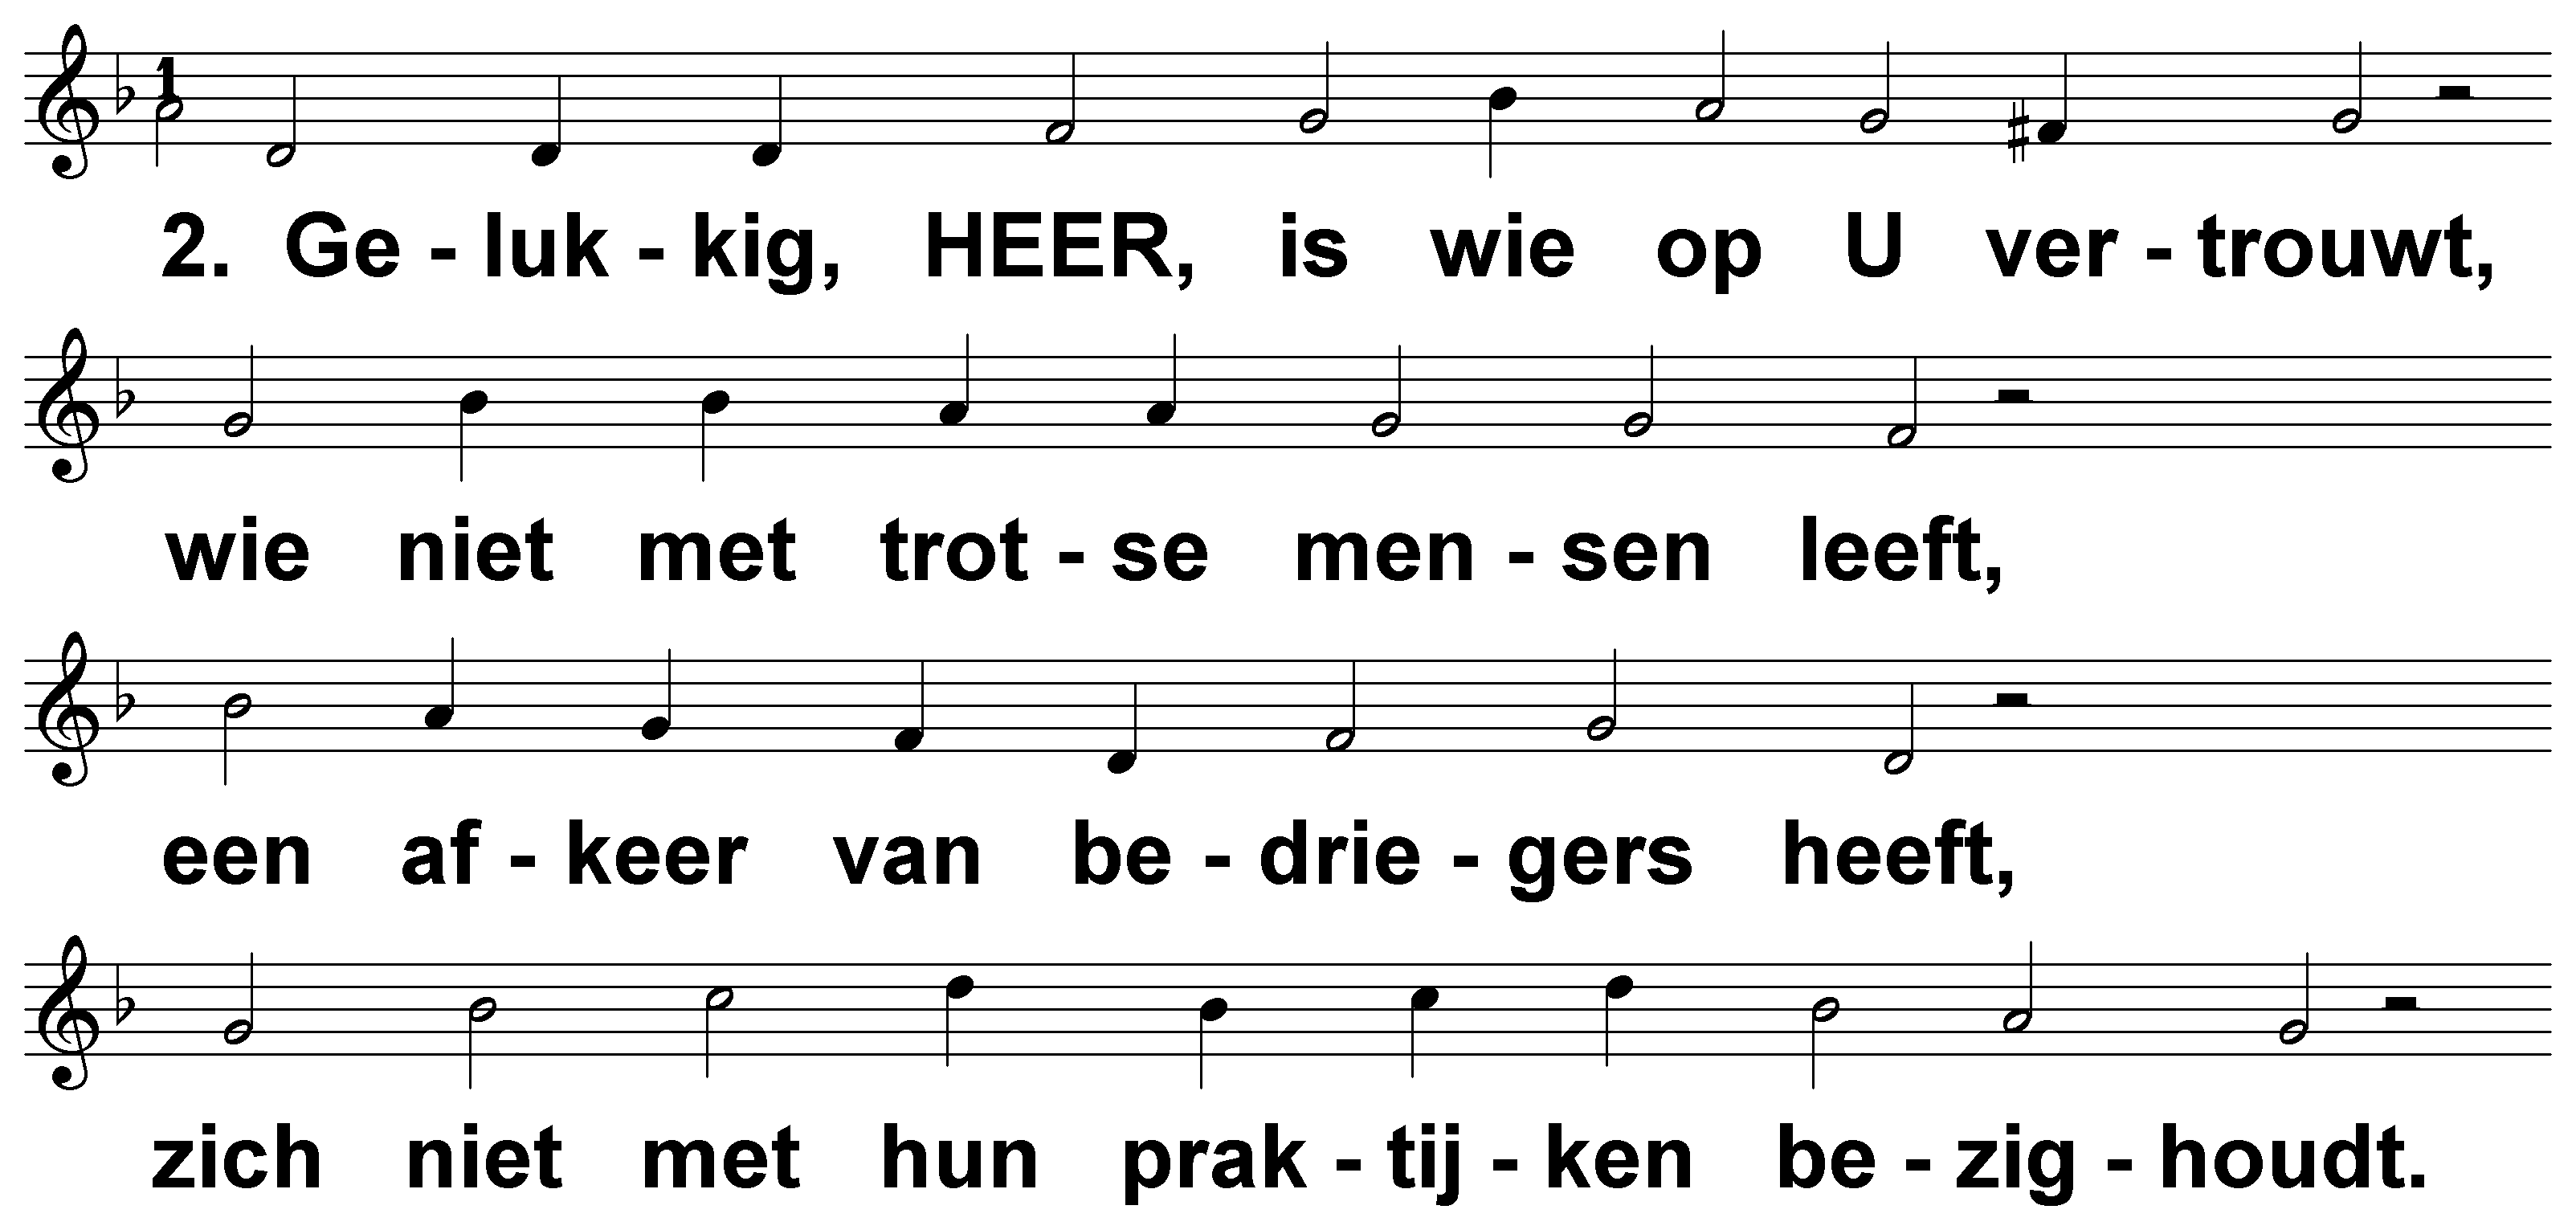 2. Ge - luk - kig, HEER, is wie op U ver - trouwt,
wie niet met trot - se men - sen leeft,
een af - keer van be - drie - gers heeft,
zich niet met hun prak - tij - ken be - zig - houdt.